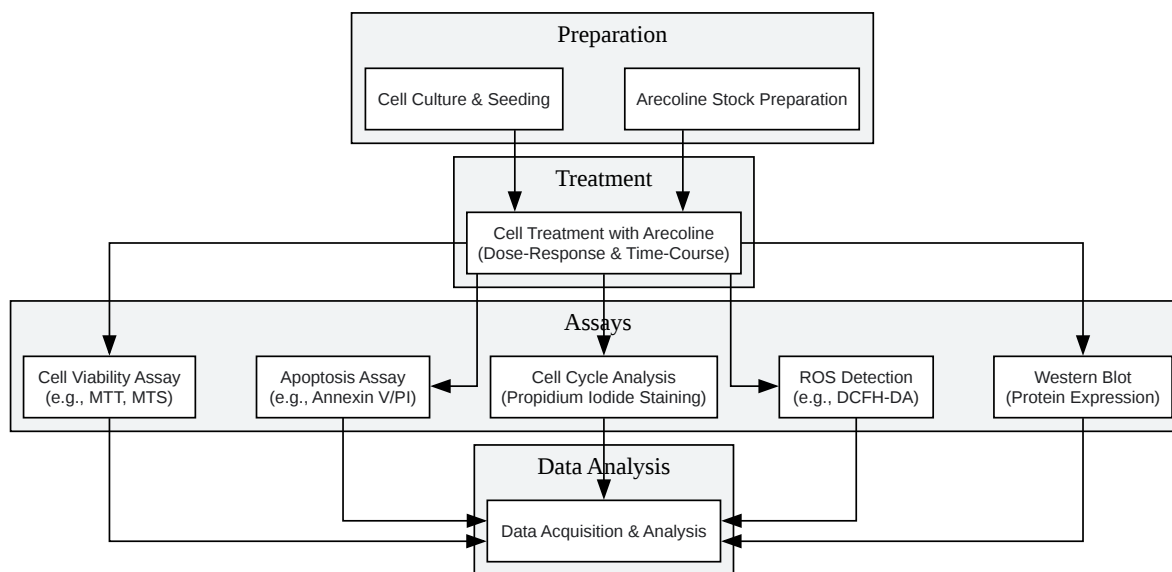 Preparation
Cell Culture & Seeding
Arecoline Stock Preparation
Treatment
Cell Treatment with Arecoline
(Dose-Response & Time-Course)
Assays
Cell Viability Assay
(e.g., MTT, MTS)
Apoptosis Assay
(e.g., Annexin V/PI)
Cell Cycle Analysis
(Propidium Iodide Staining)
ROS Detection
(e.g., DCFH-DA)
Western Blot
(Protein Expression)
Data Analysis
Data Acquisition & Analysis